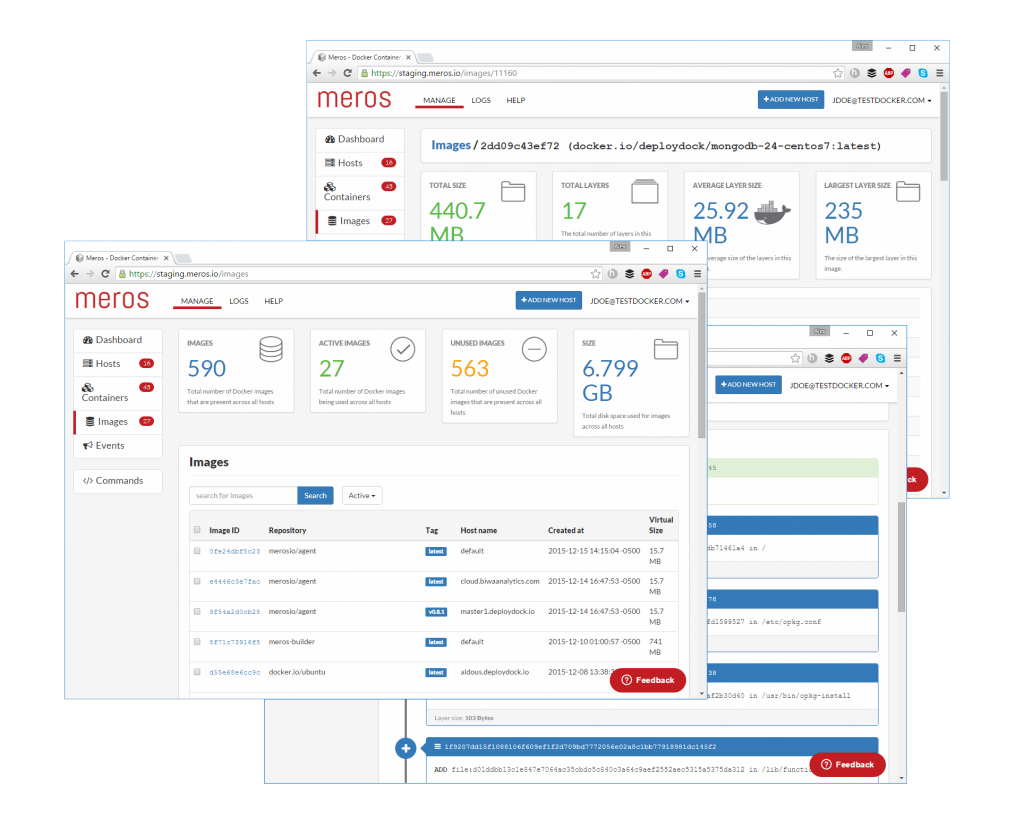 Alex
Meros - Docker Container
https://staging.meros.io/images/11160
meros
MANAGE LOGS HELP
+ADD NEW HOST
JDOE@TESTDOCKER.COM
Dashboard
Hosts 16
Containers 45
Images 27
Images / 2dd09c43ef72 (docker.io/deploydock/mongodb-24-centos7:latest)
TOTAL SIZE
440.7
MB
TOTAL LAYERS
17
The total number of layers in this
AVERAGE LAYER SIZE
25.92
MB
verage size of the layers in this
LARGEST LAYER SIZE
235
MB
The size of the largest layer in this
image.
Alex
Meros - Docker Container
https://staging.meros.io/images
meros
MANAGE LOGS HELP
+ADD NEW HOST
JDOE@TESTDOCKER.COM
Dashboard
Hosts 16
Containers 45
Images 27
Events
</> Commands
IMAGES
590
Total number of Docker images
that are present across all hosts
ACTIVE IMAGES
27
Total number of Docker images
being used across all hosts
UNUSED IMAGES
563
Total number of unused Docker
images that are present across all
hosts
SIZE
6.799
GB
Total disk space used for images
across all hosts
Images
search for images Search Active
Image ID Repository Tag Host name Created at Virtual Size
0fe24dbf5c23 merosio/agent latest default 2015-12-15 14:15:04 -0500 15.7 MB
e4446c3e7fac merosio/agent latest cloud.biwaanalytics.com 2015-12-14 16:47:53 -0500 15.7 MB
9f54a2d0cb28 merosio/agent v0.8.1 master1.deploydock.io 2015-12-14 16:47:53 -0500 15.7 MB
5f71c73916f5 meros-builder latest default 2015-12-10 01:00:57 -0500 741 MB
d55e68e6cc9c docker.io/ubuntu latest aldous.deploydock.io 2015-12-08 13:38:
Feedback
Alex
+ADD NEW HOST
JDOE@TESTDOCKER.COM
45
58
db71461a4 in /
78
fd1599527 in /etc/opkg.conf
38
af2b30d40 in /usr/bin/opkg-install
Layer size: 103 Bytes
ADD
in /lib/functi
Feedback
ck